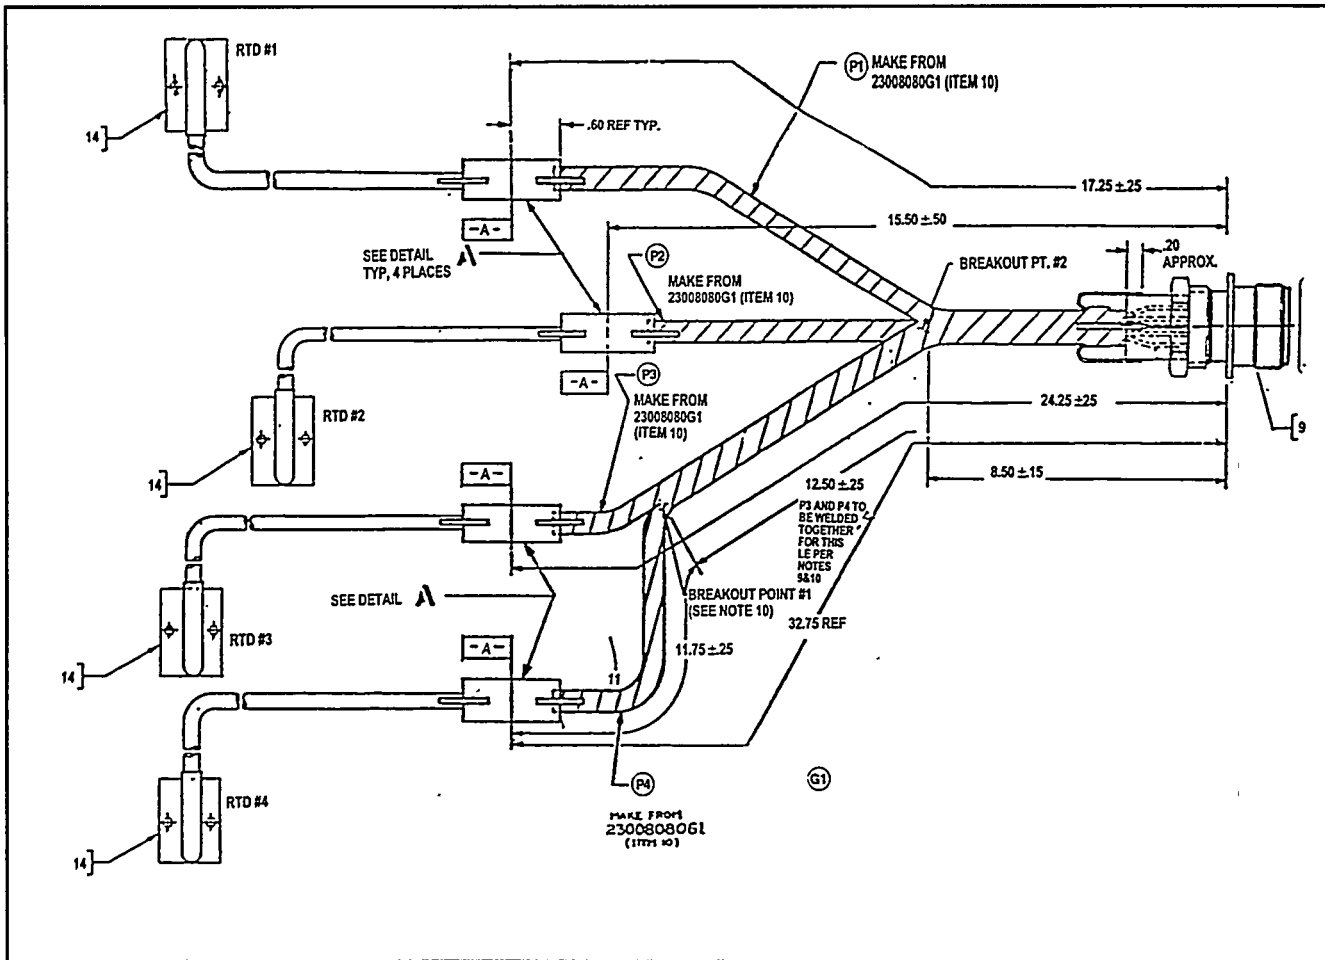 RTD #1
14
P1 MAKE FROM
23008080G1 (ITEM 10)
.60 REF TYP.
17.25 ±.25
15.50 ±.50
-A-
SEE DETAIL A
TYP, 4 PLACES
P2
MAKE FROM
23008080G1 (ITEM 10)
BREAKOUT PT. #2
.20
APPROX.
-A-
P3
MAKE FROM
23008080G1
(ITEM 10)
RTD #2
14
24.25 ±25
9
8.50 ±15
12.50 ±.25
P3 AND P4 TO
BE WELDED
TOGETHER
FOR THIS
LE PER
NOTES
5&10
-A-
SEE DETAIL A
BREAKOUT POINT #1
(SEE NOTE 10)
32.75 REF
11.75 ±.25
RTD #3
14
-A-
11
P4
MAKE FROM
23008080G1
(ITEM 10)
G1
RTD #4
14